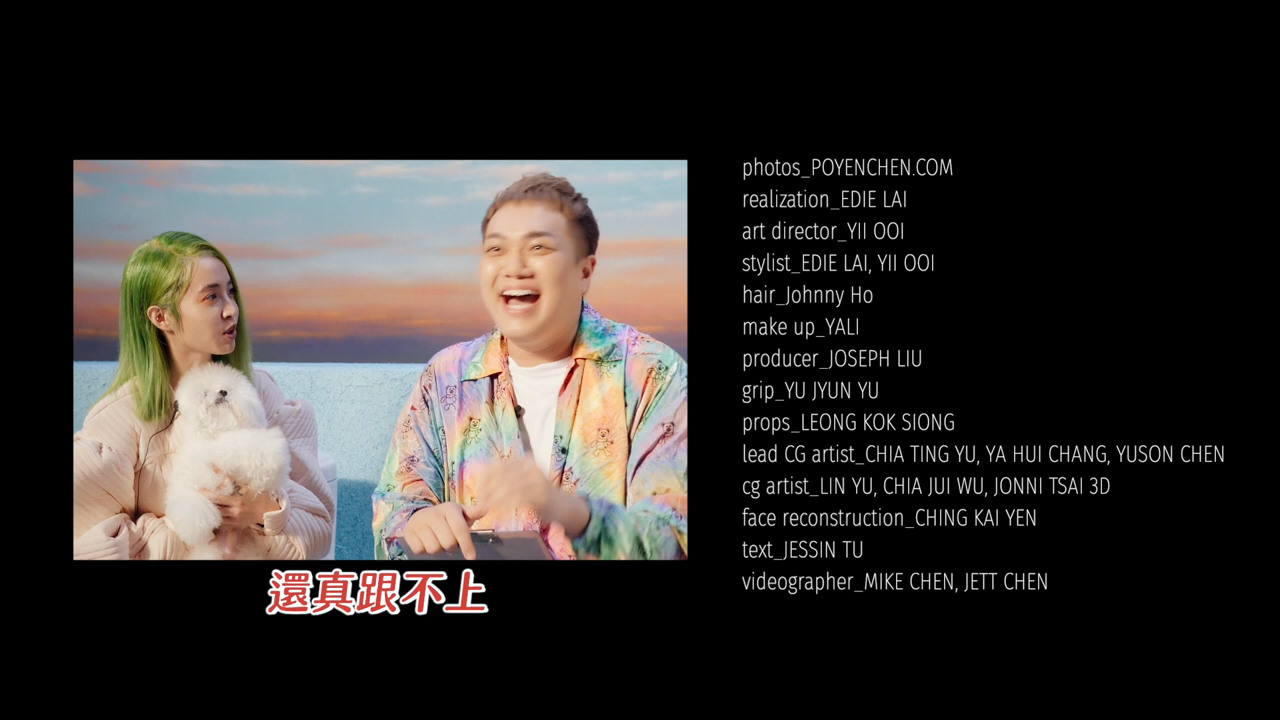 photos_POYENCHEN.COM
realization_EDIE LAI
art director_YII OOI
stylist_EDIE LAI, YII OOI
hair_Johnny Ho
make up_YALI
producer_JOSEPH LIU
grip_YU JYUN YU
props_LEONG KOK SIONG
lead CG artist_CHIA TING YU, YA HUI CHANG, YUSON CHEN
cg artist_LIN YU, CHIA JUI WU, JONNI TSAI 3D
face reconstruction_CHING KAI YEN
text_JESSIN TU
videographer_MIKE CHEN, JETT CHEN
還真跟不上